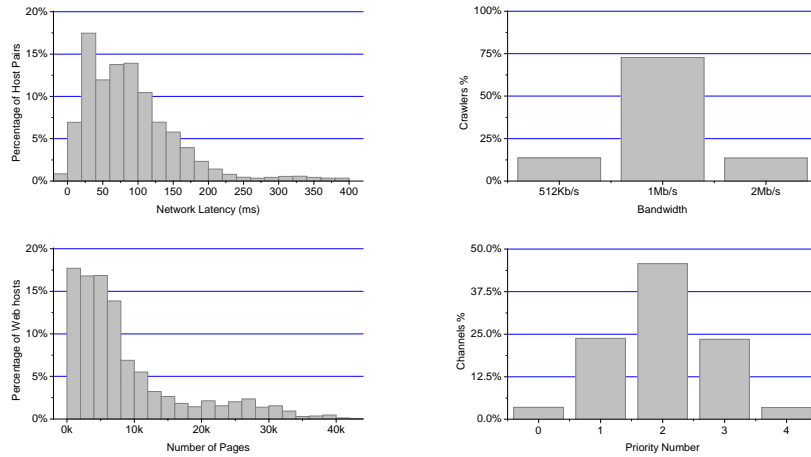 20%
15%
10%
5%
0%
Percentage of Host Pairs
0 50 100 150 200 250 300 350 400
Network Latency (ms)
100%
75%
50%
25%
0%
Crawlers %
512Kb/s 1Mb/s 2Mb/s
Bandwidth
20%
15%
10%
5%
0%
Percentage of Web hosts
0k 10k 20k 30k 40k
Number of Pages
50.0%
37.5%
25.0%
12.5%
0.0%
Channels %
0 1 2 3 4
Priority Number